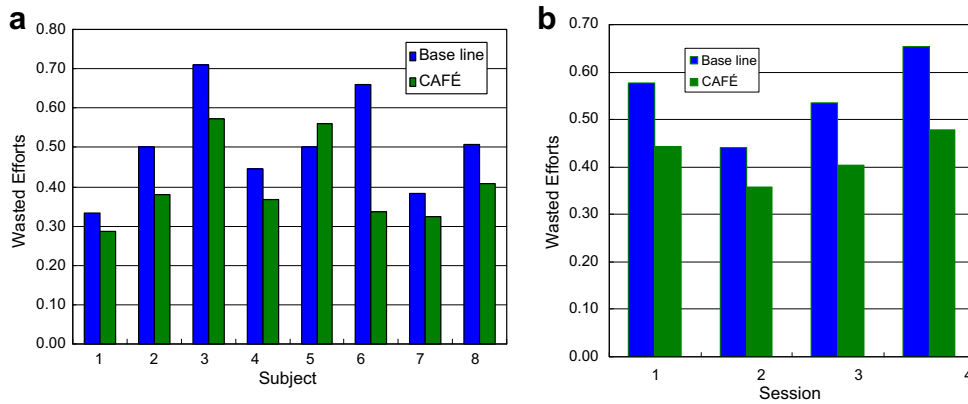 a
0.80
0.70
0.60
0.50
0.40
0.30
0.20
0.10
0.00
Wasted Efforts
Base line
CAFÉ
1 2 3 4 5 6 7 8
Subject
b
0.70
0.60
0.50
0.40
0.30
0.20
0.10
0.00
Wasted Efforts
Base line
CAFÉ
1 2 3 4
Session